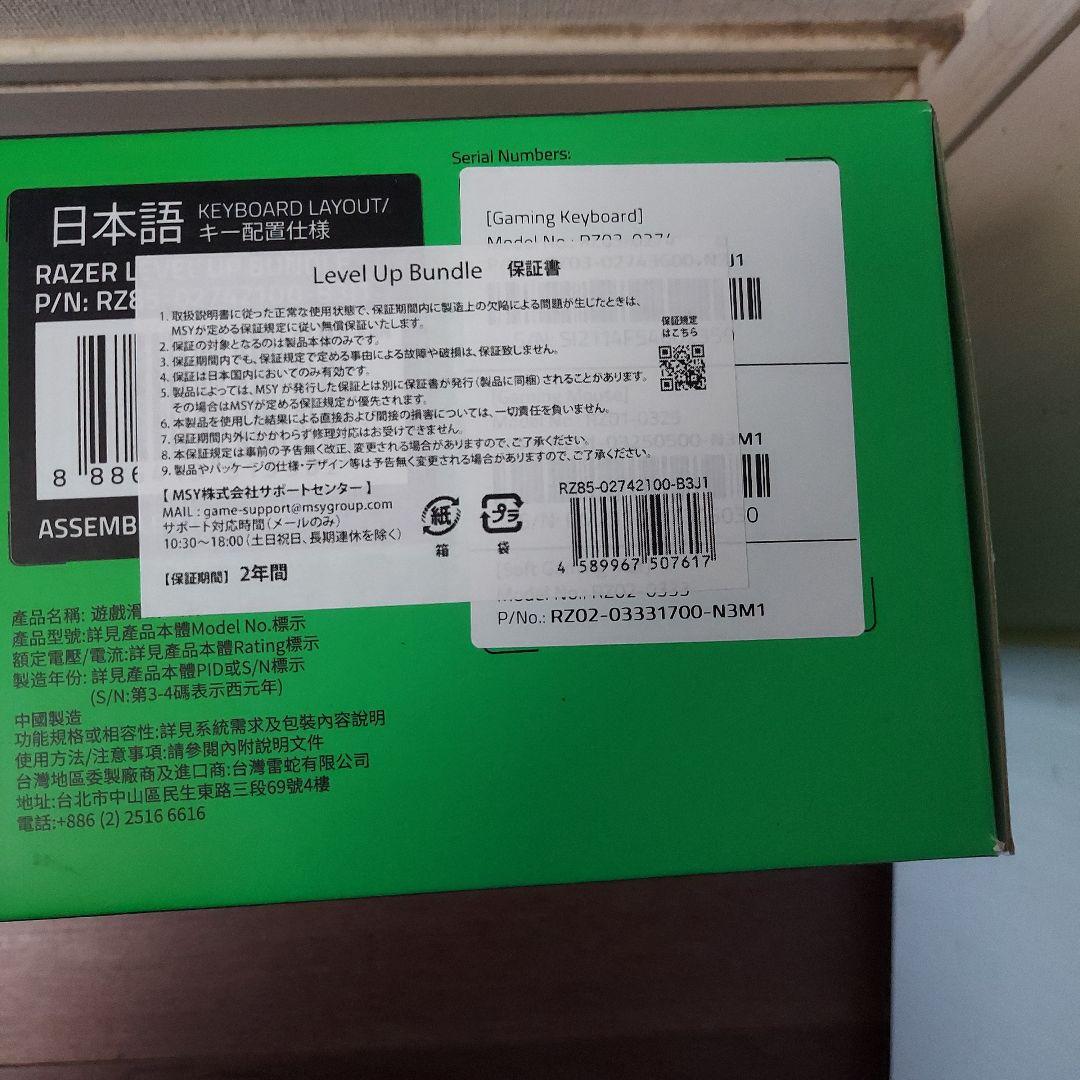 Serial Numbers:
日本語 KEYBOARD LAYOUT/
キー配置仕様
RAZER LEVEL UP BUNDLE
P/N: RZ85
8 886
ASSEMB
[Gaming Keyboard]
Model No.: RZ03-0274
J1
M1
0
P/No.: RZ02-03331700-N3M1
Level Up Bundle 保証書
1. 取扱説明書に従った正常な使用状態で、保証期間内に製造上の欠陥による問題が生じたときは、
MSYが定める保証規定に従い無償保証いたします。
2. 保証の対象となるのは製品本体のみです。
3. 保証期間内でも、保証規定で定める事由による故障や破損は、保証致しません。
4. 保証は日本国内においてのみ有効です。
5. 製品によっては、MSY が発行した保証とは別に保証書が発行（製品に同梱）されることがあります。
その場合はMSYが定める保証規定が優先されます。
6. 本製品を使用した結果による直接および間接の損害については、一切責任を負いません。
7. 保証期間内外にかかわらず修理対応はお受けできません。
8. 本保証規定は事前の予告無く改正、変更される場合がありますので、ご了承ください。
9. 製品やパッケージの仕様・デザイン等は予告無く変更される場合がありますので、ご了承ください。
保証規定
はこちら
【 MSY株式会社サポートセンター 】
MAIL : game-support@msygroup.com
サポート対応時間（メールのみ）
10:30～18:00（土日祝日、長期連休を除く）
【保証期間】 2年間
紙
箱
プラ
袋
RZ85-02742100-B3J1
4 589967 507617
產品名稱: 遊戲滑
產品型號:詳見產品本體Model No.標示
額定電壓/電流:詳見產品本體Rating標示
製造年份: 詳見產品本體PID或S/N標示
(S/N:第3-4碼表示西元年)
中國製造
功能規格或相容性:詳見系統需求及包裝內容說明
使用方法/注意事項:請參閱內附說明文件
台灣地區委製廠商及進口商:台灣雷蛇有限公司
地址:台北市中山區民生東路三段69號4樓
電話:+886 (2) 2516 6616